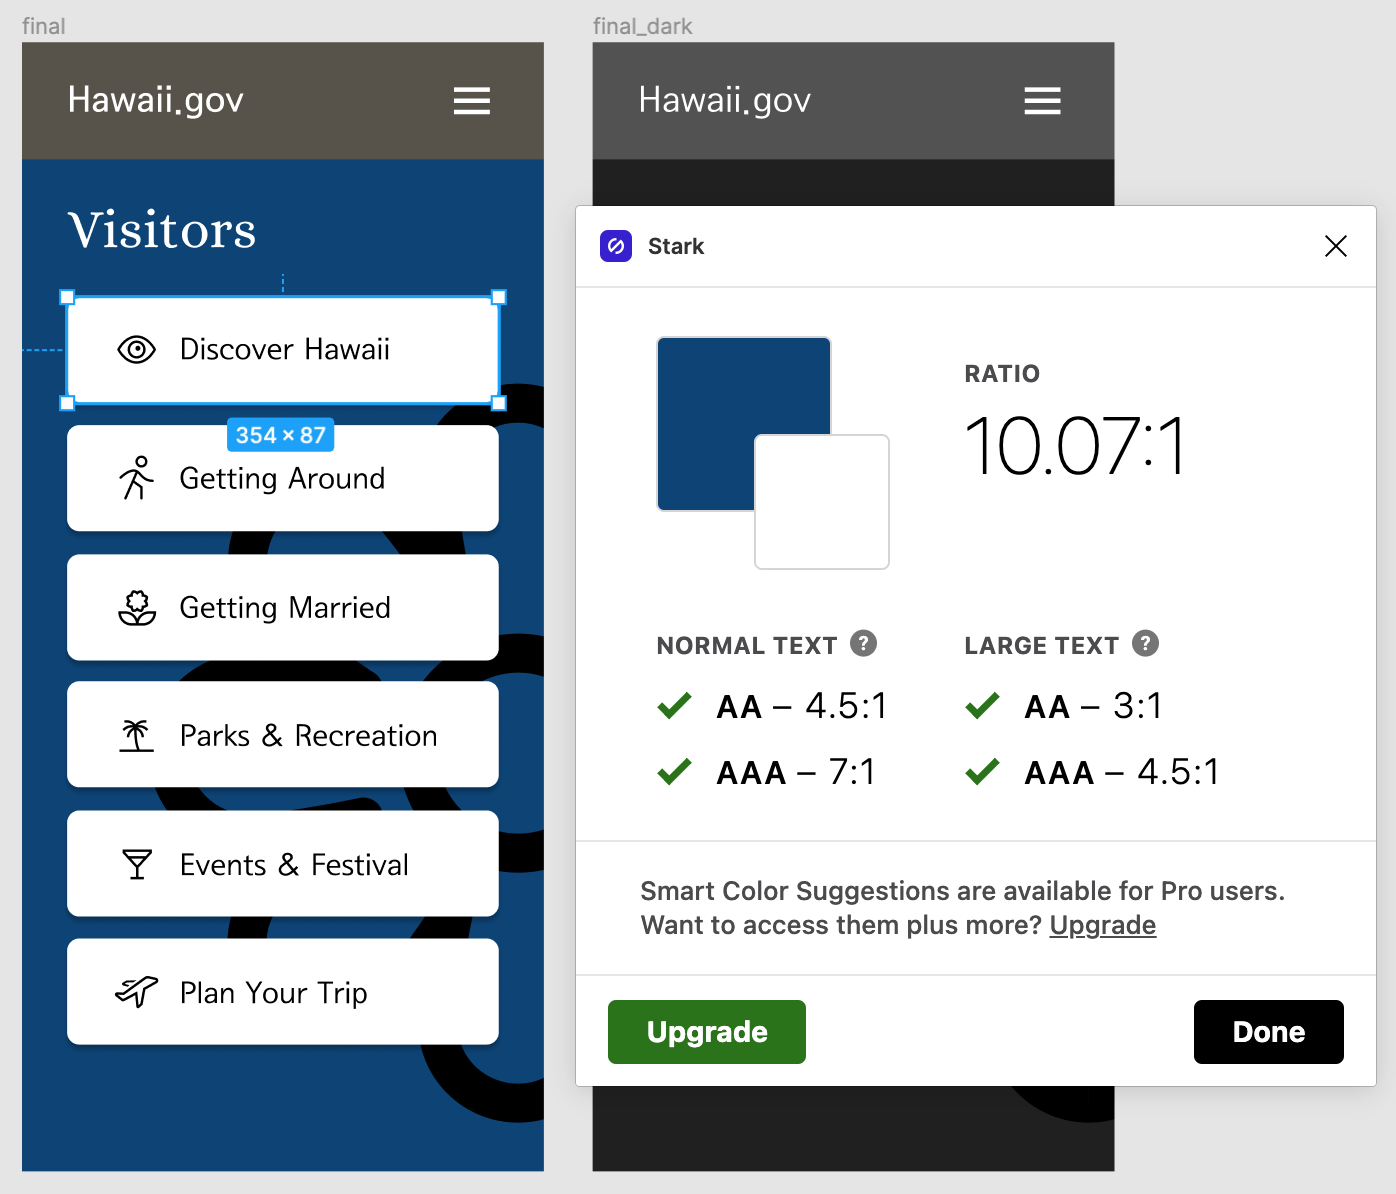 final
Hawaii.gov
Visitors
Discover Hawaii
354 × 87
Getting Around
Getting Married
Parks & Recreation
Events & Festival
Plan Your Trip
final_dark
Hawaii.gov
Stark
RATIO
10.07:1
NORMAL TEXT ?
AA – 4.5:1
AAA – 7:1
LARGE TEXT ?
AA – 3:1
AAA – 4.5:1
Smart Color Suggestions are available for Pro users.
Want to access them plus more? Upgrade
Upgrade
Done